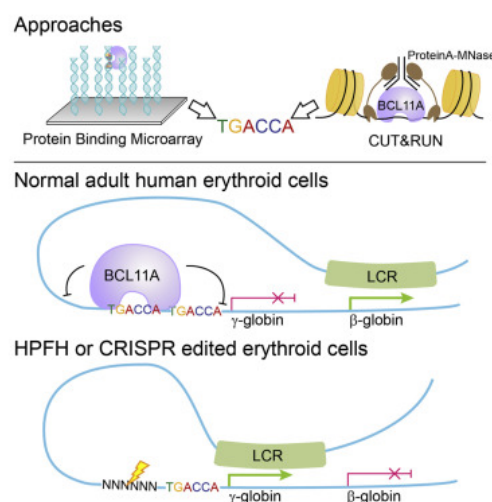 Approaches
ProteinA-MNase
BCL11A
Protein Binding Microarray
TGACCA
CUT&RUN
Normal adult human erythroid cells
BCL11A
LCR
TGACCA TGACCA
γ-globin
β-globin
HPFH or CRISPR edited erythroid cells
LCR
NNNNNN TGACCA
γ-globin
β-globin